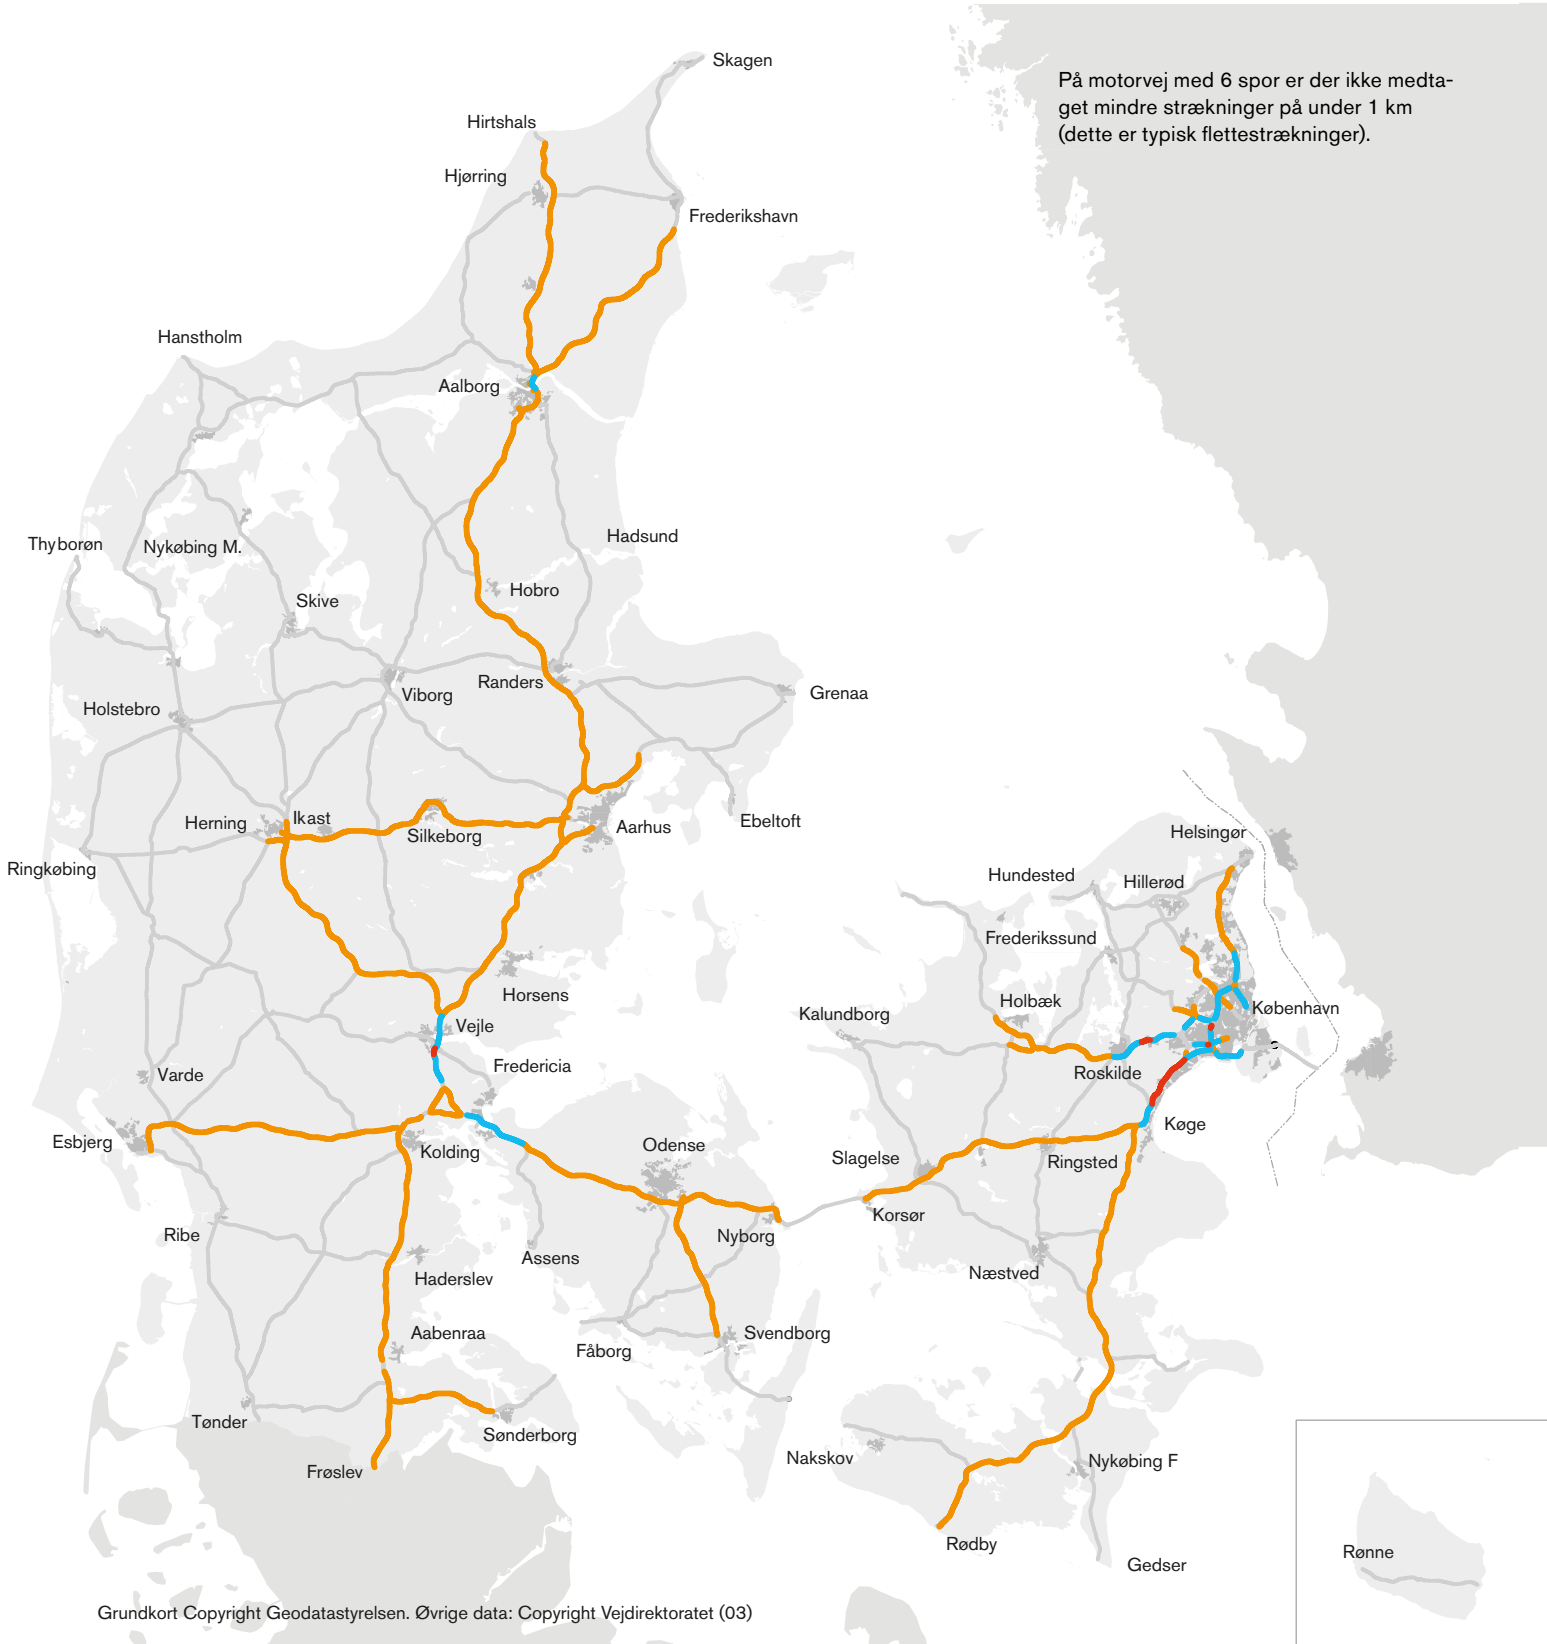 Skagen
På motorvej med 6 spor er der ikke medta-
get mindre strækninger på under 1 km
(dette er typisk flettestrækninger).
Hirtshals
Hjørring
Frederikshavn
Hanstholm
Aalborg
Hadsund
Thyborøn
Nykøbing M.
Hobro
Skive
Randers
Viborg
Grenaa
Holstebro
Herning
Ikast
Silkeborg
Aarhus
Ebeltoft
Helsingør
Ringkøbing
Hundested
Hillerød
Frederikssund
Horsens
Holbæk
København
Kalundborg
Vejle
Fredericia
Varde
Roskilde
Køge
Esbjerg
Kolding
Odense
Slagelse
Ringsted
Korsør
Ribe
Nyborg
Assens
Haderslev
Næstved
Aabenraa
Svendborg
Fåborg
Tønder
Sønderborg
Nakskov
Nykøbing F
Frøslev
Rødby
Rønne
Gedser
Grundkort Copyright Geodatastyrelsen. Øvrige data: Copyright Vejdirektoratet (03)